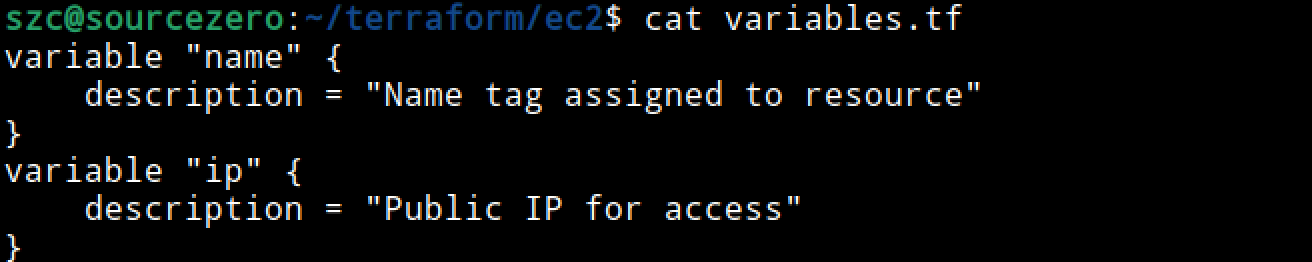 szc@sourcezero:~/terraform/ec2$ cat variables.tf
variable "name" {
    description = "Name tag assigned to resource"
}
variable "ip" {
    description = "Public IP for access"
}